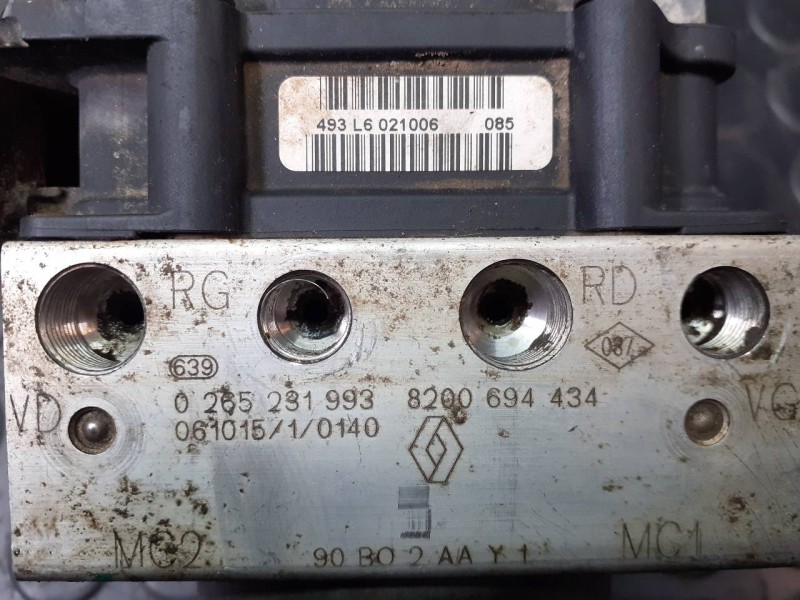 493 L6 021006 085
RG RD
087
639
VD 0 265 231 993 8200 694 434 VG
061015/1/0140
MC2 90 BO 2 AA Y 1 MC1